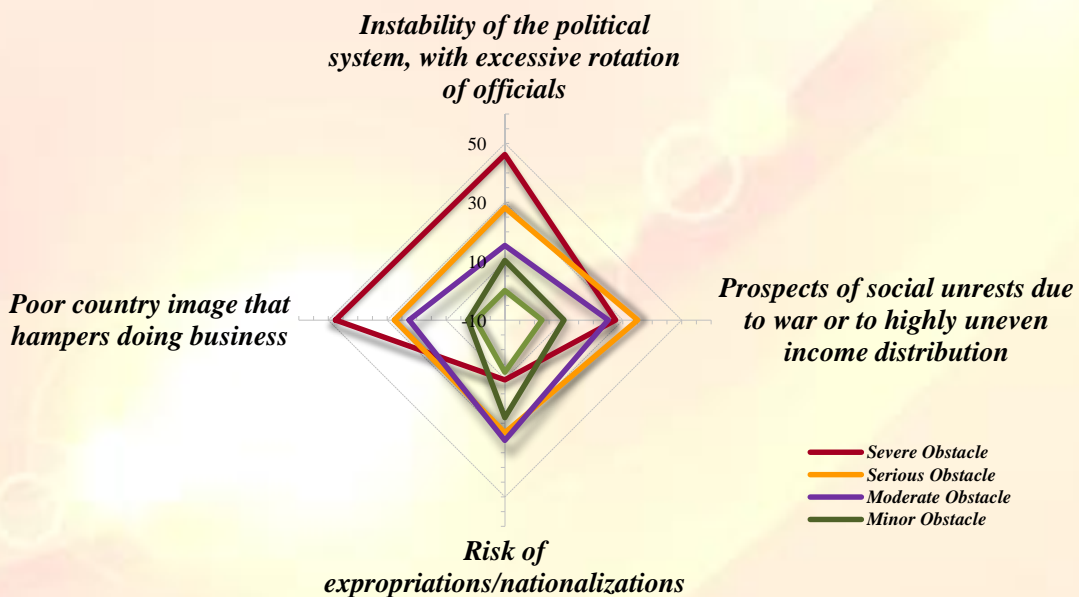 Instability of the political
system, with excessive rotation
of officials
50
30
10
-10
Poor country image that
hampers doing business
Prospects of social unrests due
to war or to highly uneven
income distribution
Severe Obstacle
Serious Obstacle
Moderate Obstacle
Minor Obstacle
Risk of
expropriations/nationalizations